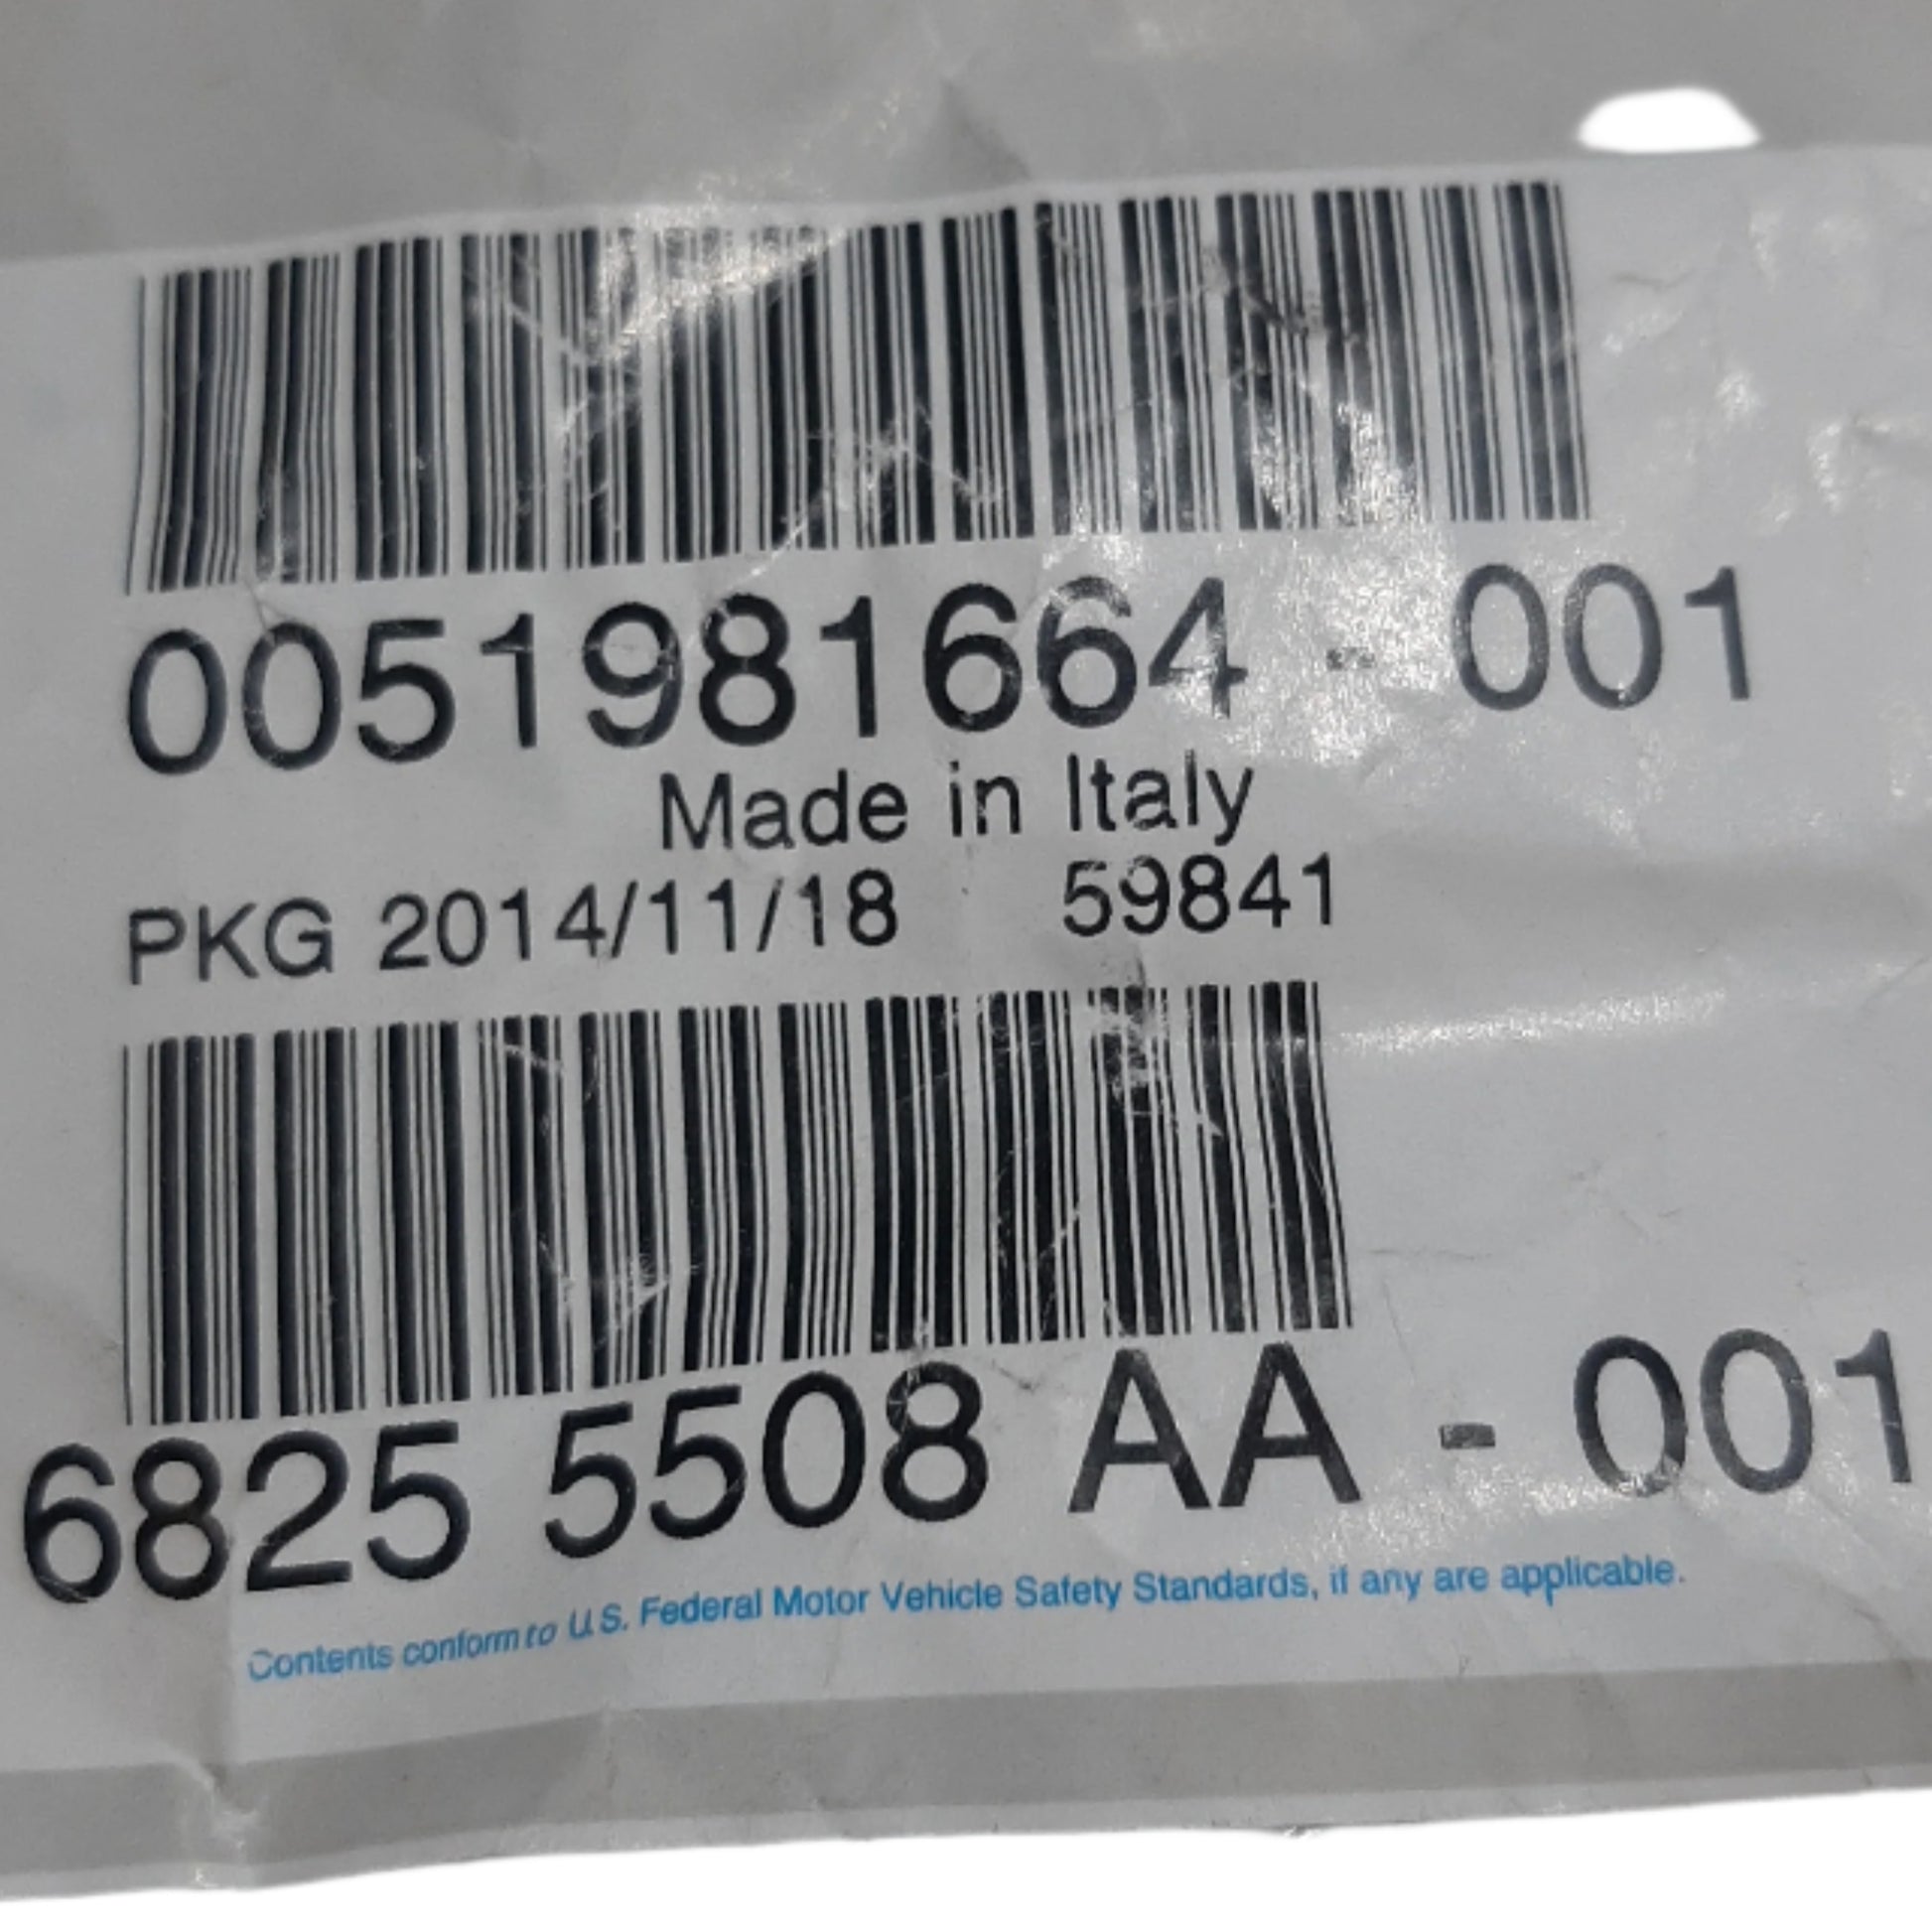 0051981664 - 001
Made in Italy
PKG 2014/11/18 59841
6825 5508 AA - 001
Contents conform to U.S. Federal Motor Vehicle Safety Standards, if any are applicable.